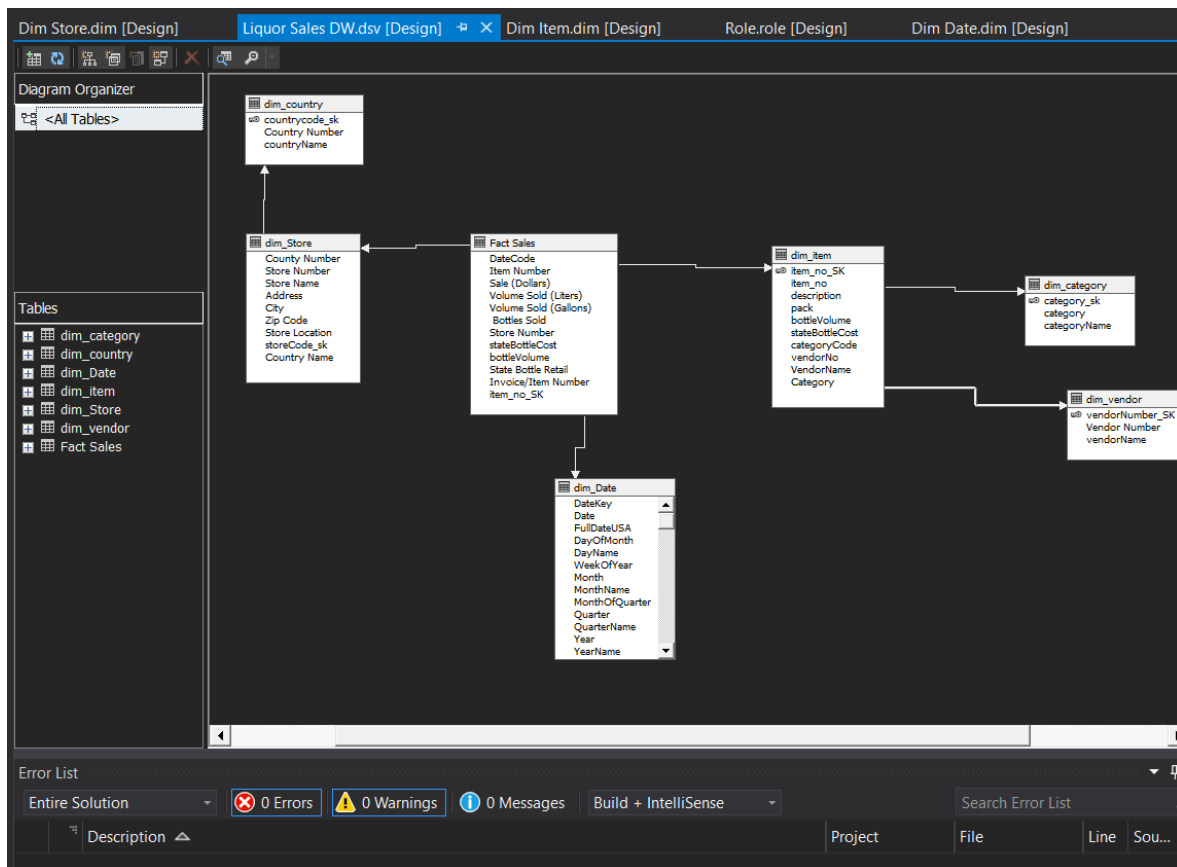 Dim Store.dim [Design] Liquor Sales DW.dsv [Design] Dim Item.dim [Design] Role.role [Design] Dim Date.dim [Design]
Diagram Organizer
<All Tables>
Tables
dim_category
dim_country
dim_Date
dim_item
dim_Store
dim_vendor
Fact Sales
dim_country
countrycode_sk
Country Number
countryName
dim_Store
County Number
Store Number
Store Name
Address
City
Zip Code
Store Location
storeCode_sk
Country Name
Fact Sales
DateCode
Item Number
Sale (Dollars)
Volume Sold (Liters)
Volume Sold (Gallons)
Bottles Sold
Store Number
stateBottleCost
bottleVolume
State Bottle Retail
Invoice/Item Number
item_no_SK
dim_item
item_no_SK
item_no
description
pack
bottleVolume
stateBottleCost
categoryCode
vendorNo
VendorName
Category
dim_category
category_sk
category
categoryName
dim_vendor
vendorNumber_SK
Vendor Number
vendorName
dim_Date
DateKey
Date
FullDateUSA
DayOfMonth
DayName
WeekOfYear
Month
MonthName
MonthOfQuarter
Quarter
QuarterName
Year
YearName
Error List
Entire Solution 0 Errors 0 Warnings 0 Messages Build + IntelliSense Search Error List
Description Project File Line Sou...